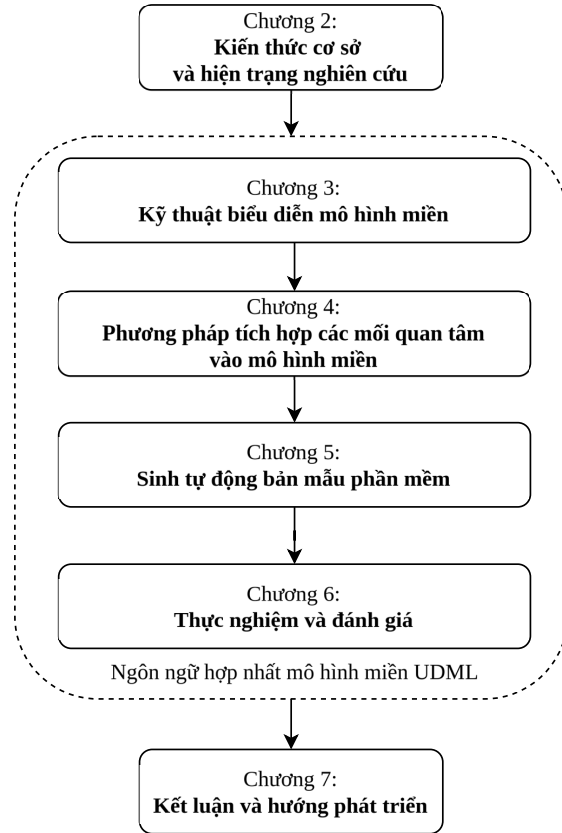 Chương 2:
Kiến thức cơ sở
và hiện trạng nghiên cứu
Chương 3:
Kỹ thuật biểu diễn mô hình miền
Chương 4:
Phương pháp tích hợp các mối quan tâm
vào mô hình miền
Chương 5:
Sinh tự động bản mẫu phần mềm
Chương 6:
Thực nghiệm và đánh giá
Ngôn ngữ hợp nhất mô hình miền UDML
Chương 7:
Kết luận và hướng phát triển